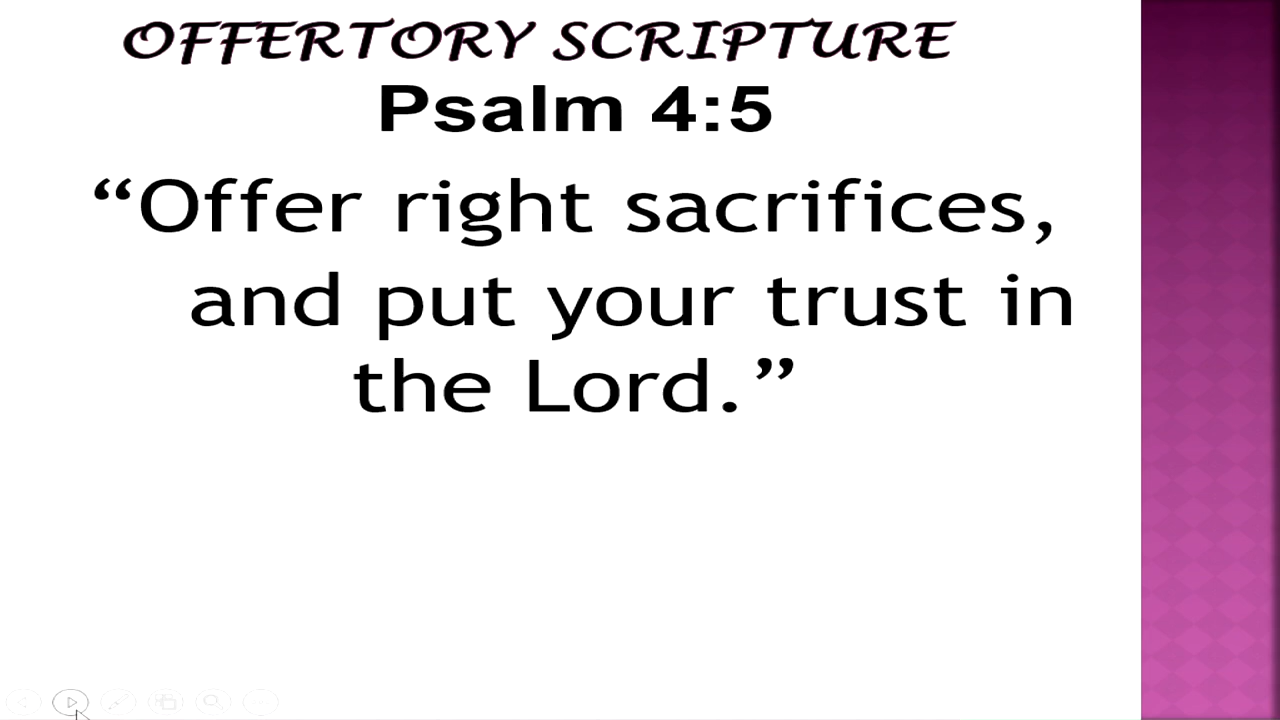 OFFERTORY SCRIPTURE
Psalm 4:5
“Offer right sacrifices,
and put your trust in
the Lord.”